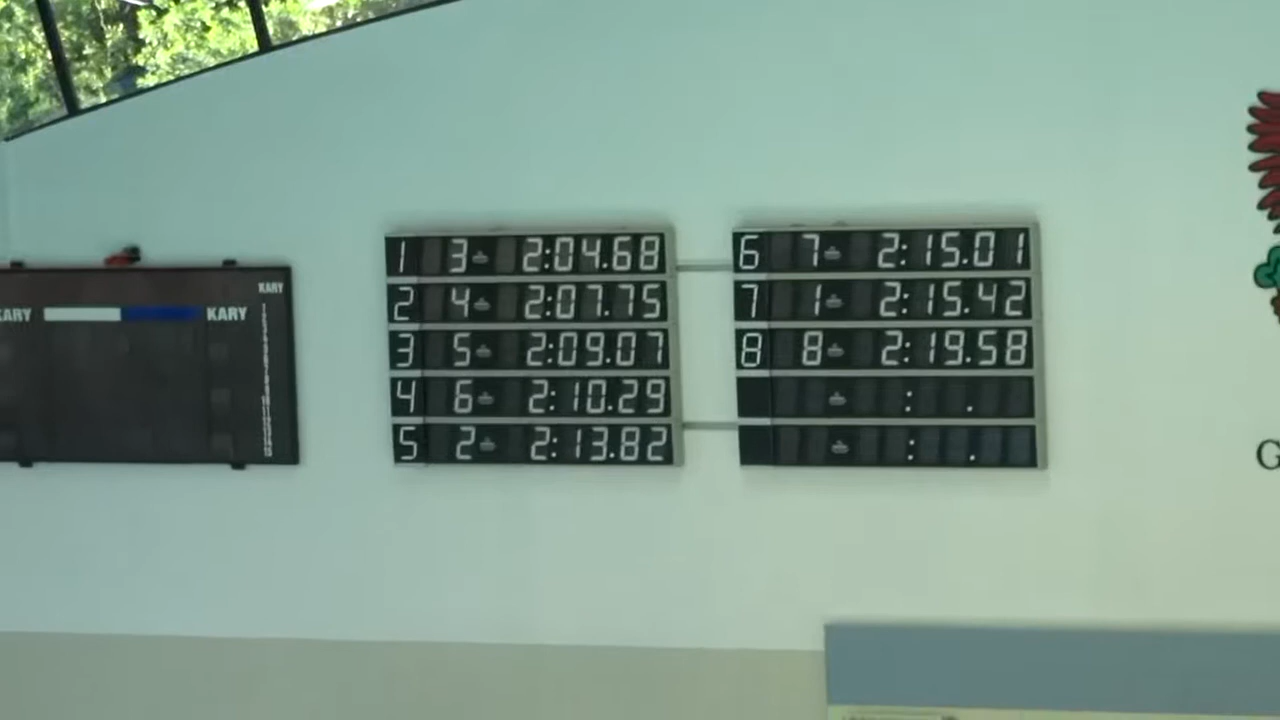 KARY
KARY KARY
1 3 2:04.68
2 4 2:07.75
3 5 2:09.07
4 6 2:10.29
5 2 2:13.82
6 7 2:15.01
7 1 2:15.42
8 8 2:19.58
: .
: .
G